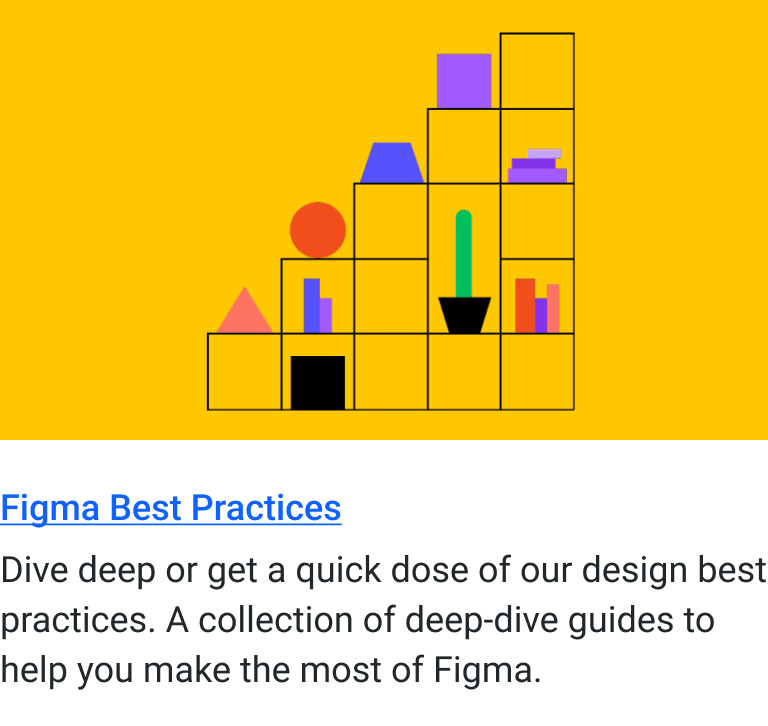 Figma Best Practices
Dive deep or get a quick dose of our design best
practices. A collection of deep-dive guides to
help you make the most of Figma.